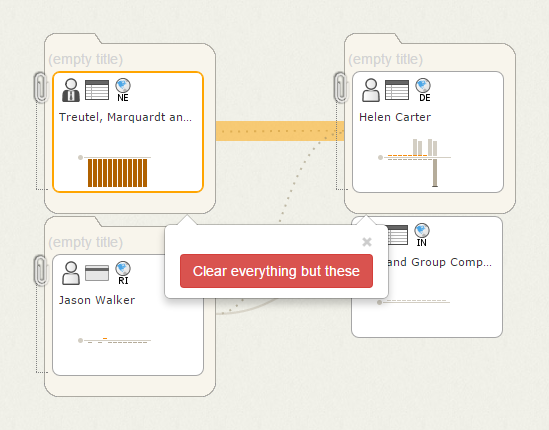 (empty title)
(empty title)
NE
DE
Treutel, Marquardt an...
Helen Carter
(empty title)
IN
and Group Comp...
×
Clear everything but these
RI
Jason Walker